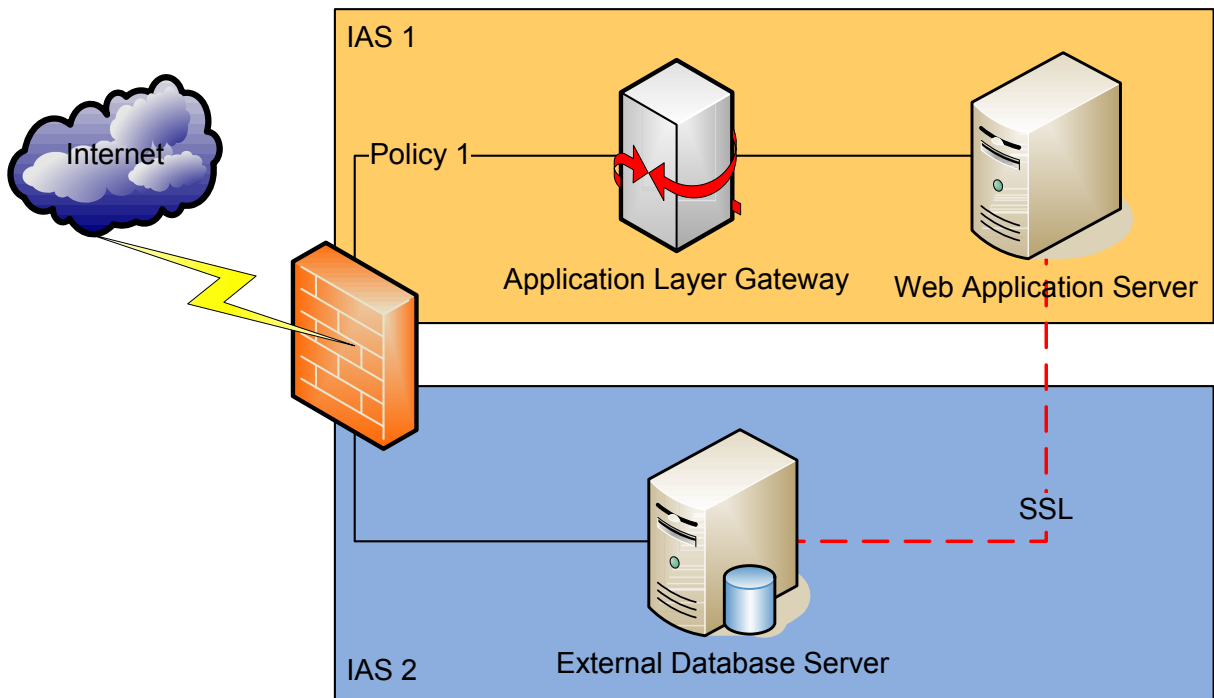 IAS 1
Internet
Policy 1
Application Layer Gateway
Web Application Server
SSL
External Database Server
IAS 2